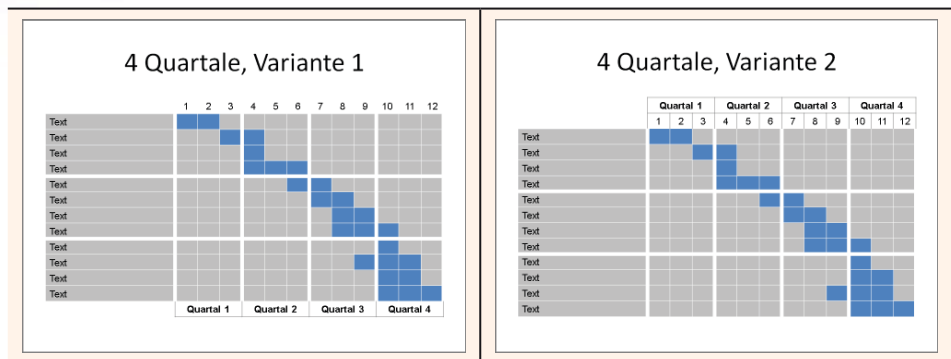 4 Quartale, Variante 1
1 2 3 4 5 6 7 8 9 10 11 12
Text
Text
Text
Text
Text
Text
Text
Text
Text
Text
Text
Text
Quartal 1 Quartal 2 Quartal 3 Quartal 4
4 Quartale, Variante 2
Quartal 1 Quartal 2 Quartal 3 Quartal 4
1 2 3 4 5 6 7 8 9 10 11 12
Text
Text
Text
Text
Text
Text
Text
Text
Text
Text
Text
Text